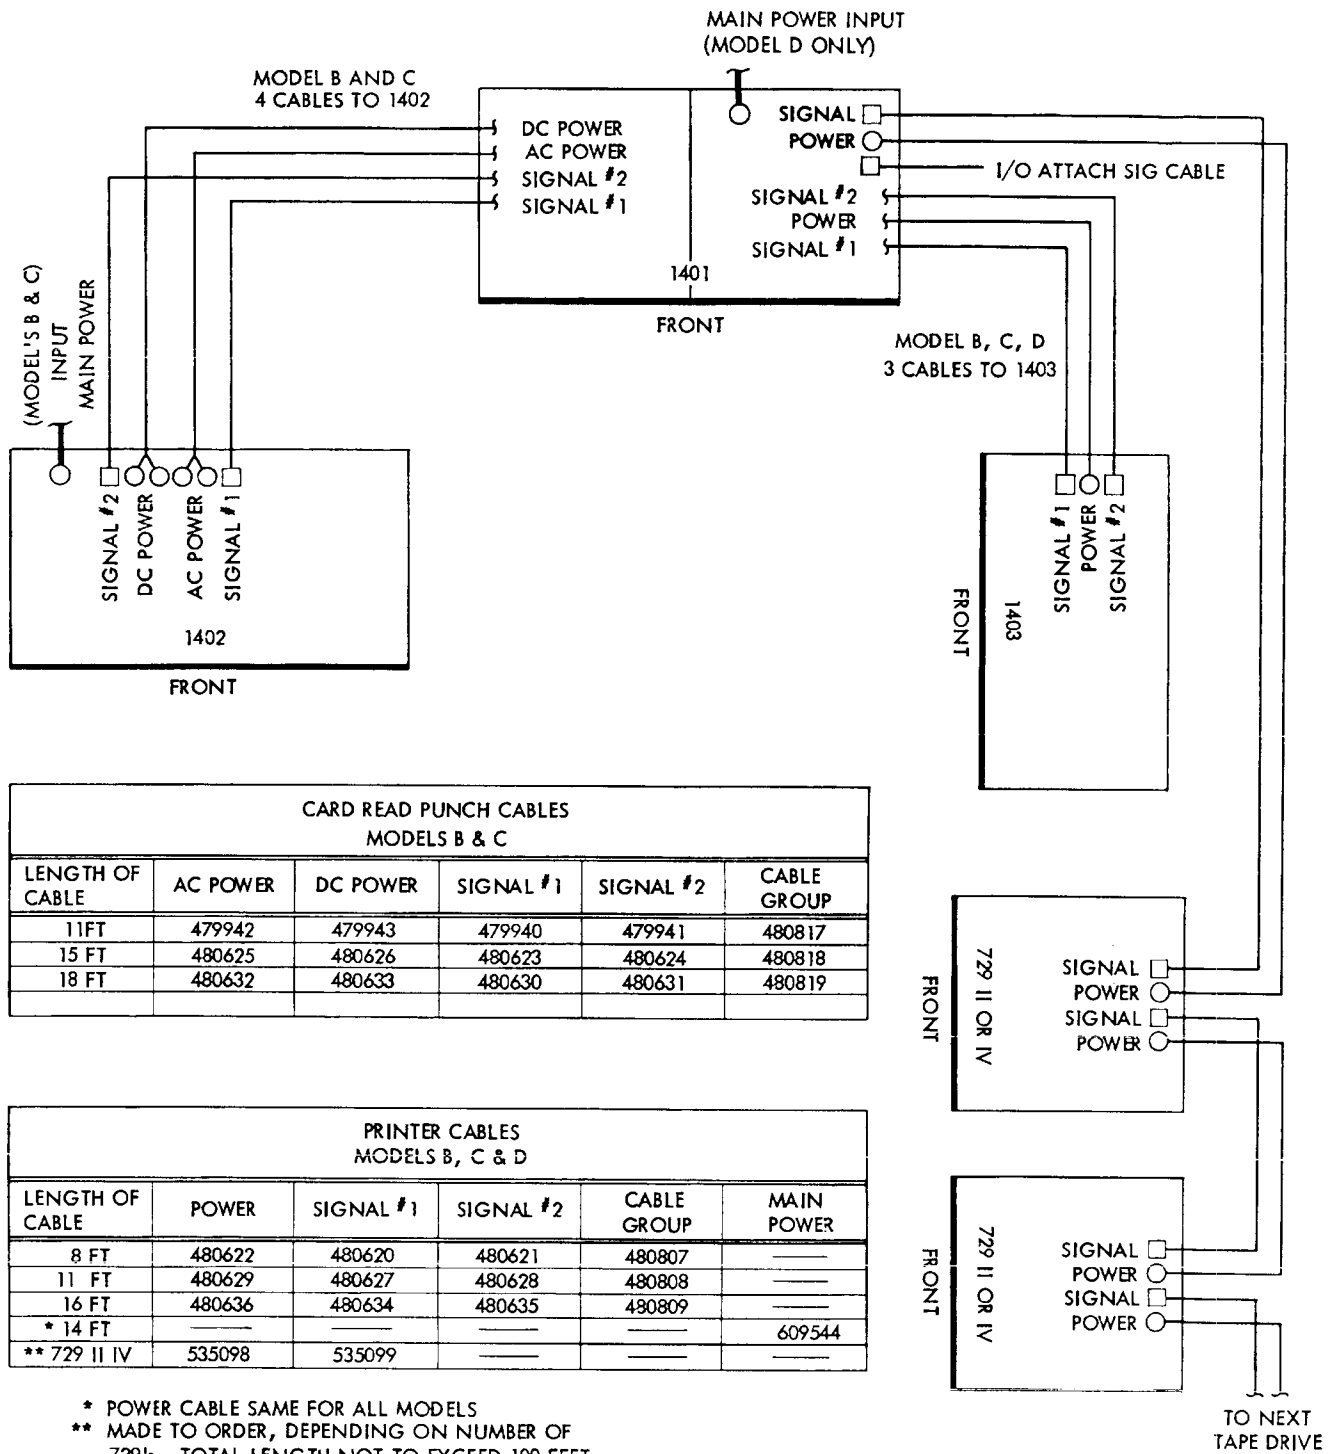 MAIN POWER INPUT
(MODEL D ONLY)
MODEL B AND C
4 CABLES TO 1402
DC POWER
AC POWER
SIGNAL #2
SIGNAL #1
SIGNAL
POWER
I/O ATTACH SIG CABLE
SIGNAL #2
POWER
SIGNAL #1
1401
FRONT
(MODEL'S B & C)
INPUT
MAIN POWER
MODEL B, C, D
3 CABLES TO 1403
SIGNAL #2
DC POWER
AC POWER
SIGNAL #1
1402
FRONT
SIGNAL #1
POWER
SIGNAL #2
1403
FRONT
CARD READ PUNCH CABLES
MODELS B & C
LENGTH OF CABLE AC POWER DC POWER SIGNAL #1 SIGNAL #2 CABLE GROUP
11FT 479942 479943 479940 479941 480817
15 FT 480625 480626 480623 480624 480818
18 FT 480632 480633 480630 480631 480819
729 II OR IV
FRONT
SIGNAL
POWER
SIGNAL
POWER
PRINTER CABLES
MODELS B, C & D
LENGTH OF CABLE POWER SIGNAL #1 SIGNAL #2 CABLE GROUP MAIN POWER
8 FT 480622 480620 480621 480807 —
11 FT 480629 480627 480628 480808 —
16 FT 480636 480634 480635 480809 —
* 14 FT — — — — 609544
** 729 II IV 535098 535099 — — —
729 II OR IV
FRONT
SIGNAL
POWER
SIGNAL
POWER
* POWER CABLE SAME FOR ALL MODELS
** MADE TO ORDER, DEPENDING ON NUMBER OF
TOTAL LENGTH NOT TO EXCEED 100 FEET
TO NEXT
TAPE DRIVE